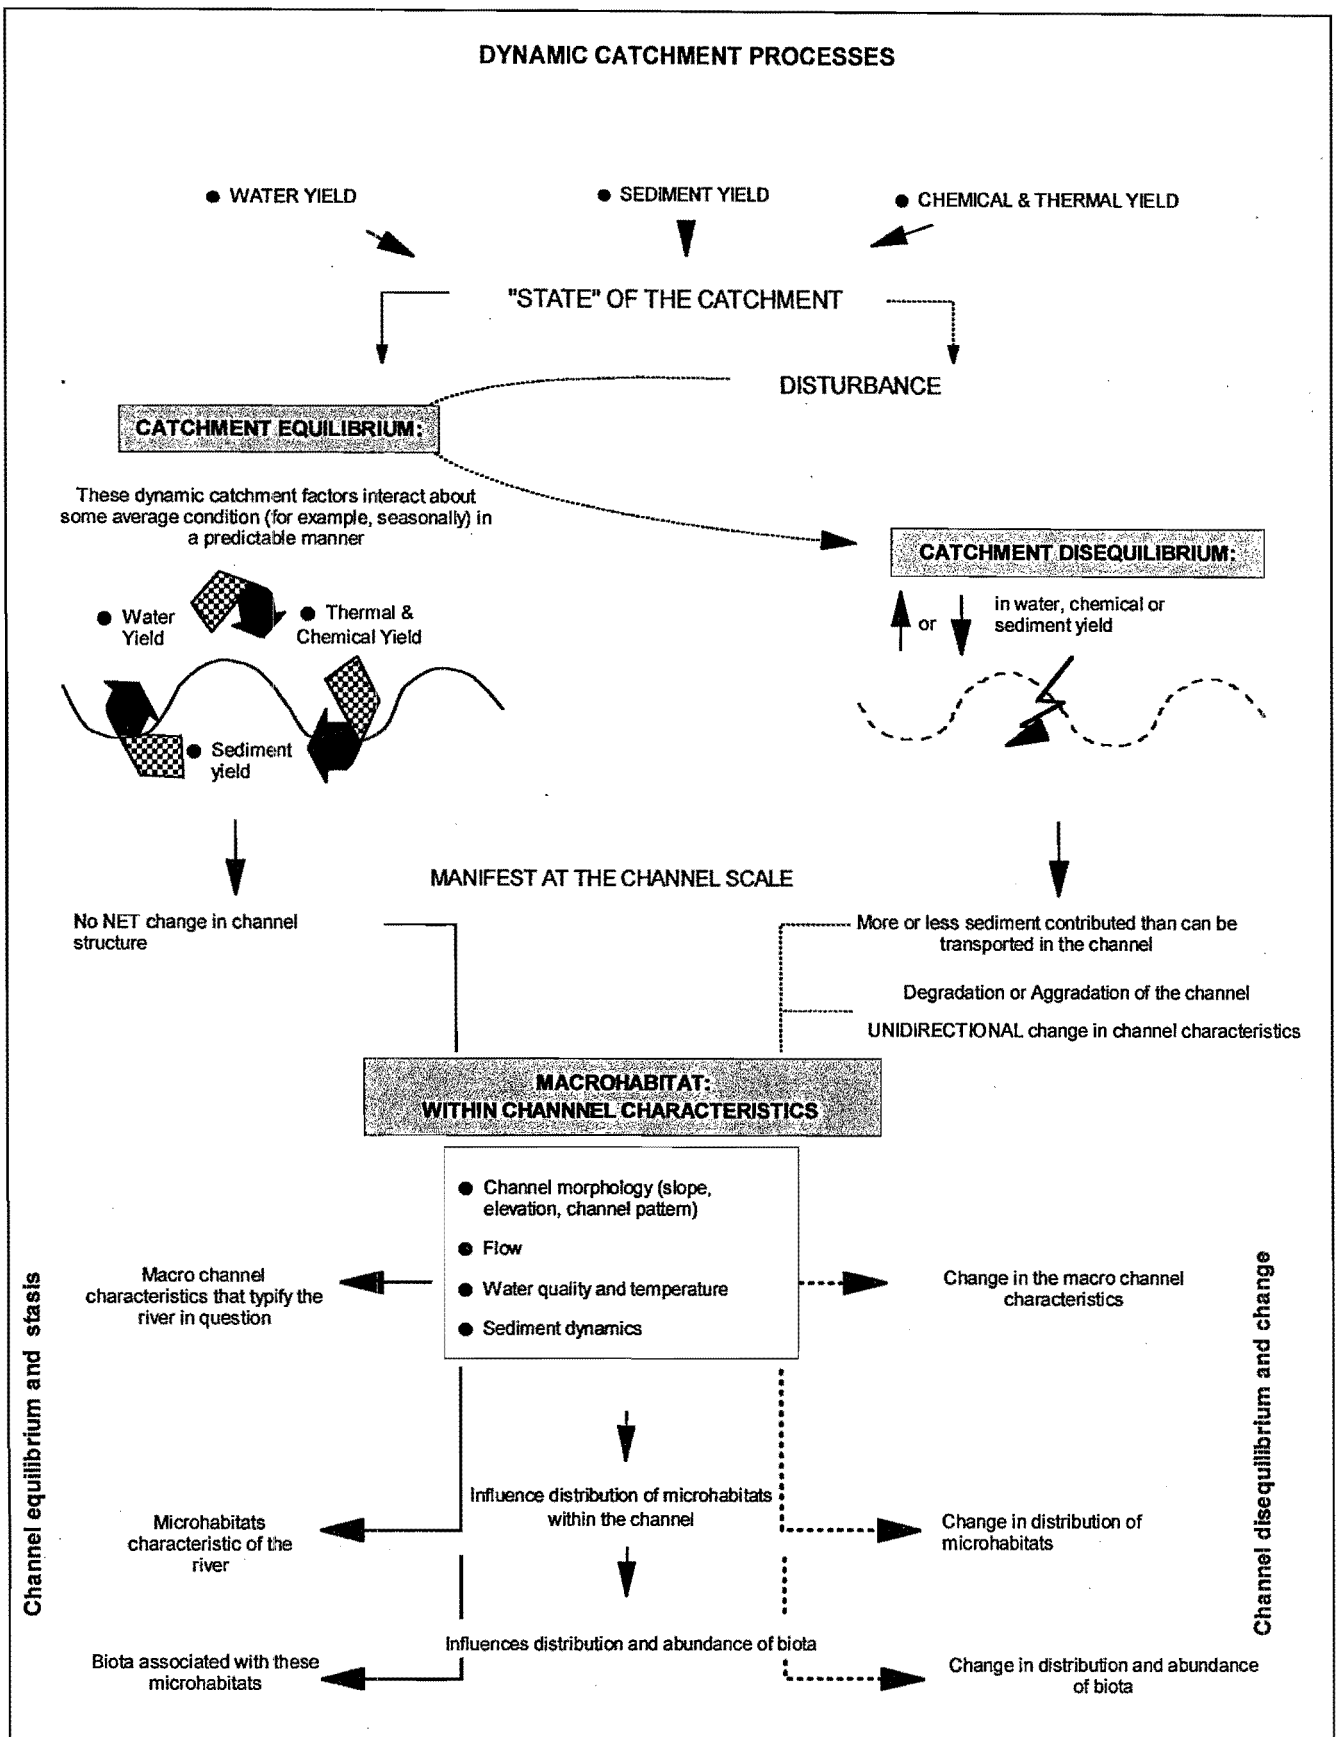 DYNAMIC CATCHMENT PROCESSES
● WATER YIELD
● SEDIMENT YIELD
● CHEMICAL & THERMAL YIELD
"STATE" OF THE CATCHMENT
DISTURBANCE
CATCHMENT EQUILIBRIUM:
These dynamic catchment factors interact about
some average condition (for example, seasonally) in
a predictable manner
CATCHMENT DISEQUILIBRIUM:
or
in water, chemical or
sediment yield
● Water
Yield
● Thermal &
Chemical Yield
● Sediment
yield
MANIFEST AT THE CHANNEL SCALE
No NET change in channel
structure
More or less sediment contributed than can be
transported in the channel
Degradation or Aggradation of the channel
UNIDIRECTIONAL change in channel characteristics
MACROHABITAT:
WITHIN CHANNNEL CHARACTERISTICS
● Channel morphology (slope,
elevation, channel pattern)
● Flow
● Water quality and temperature
● Sediment dynamics
Macro channel
characteristics that typify the
river in question
Change in the macro channel
characteristics
Channel equilibrium and stasis
Channel disequilibrium and change
Influence distribution of microhabitats
within the channel
Microhabitats
characteristic of the
river
Change in distribution of
microhabitats
Influences distribution and abundance of biota
Biota associated with these
microhabitats
Change in distribution and abundance
of biota